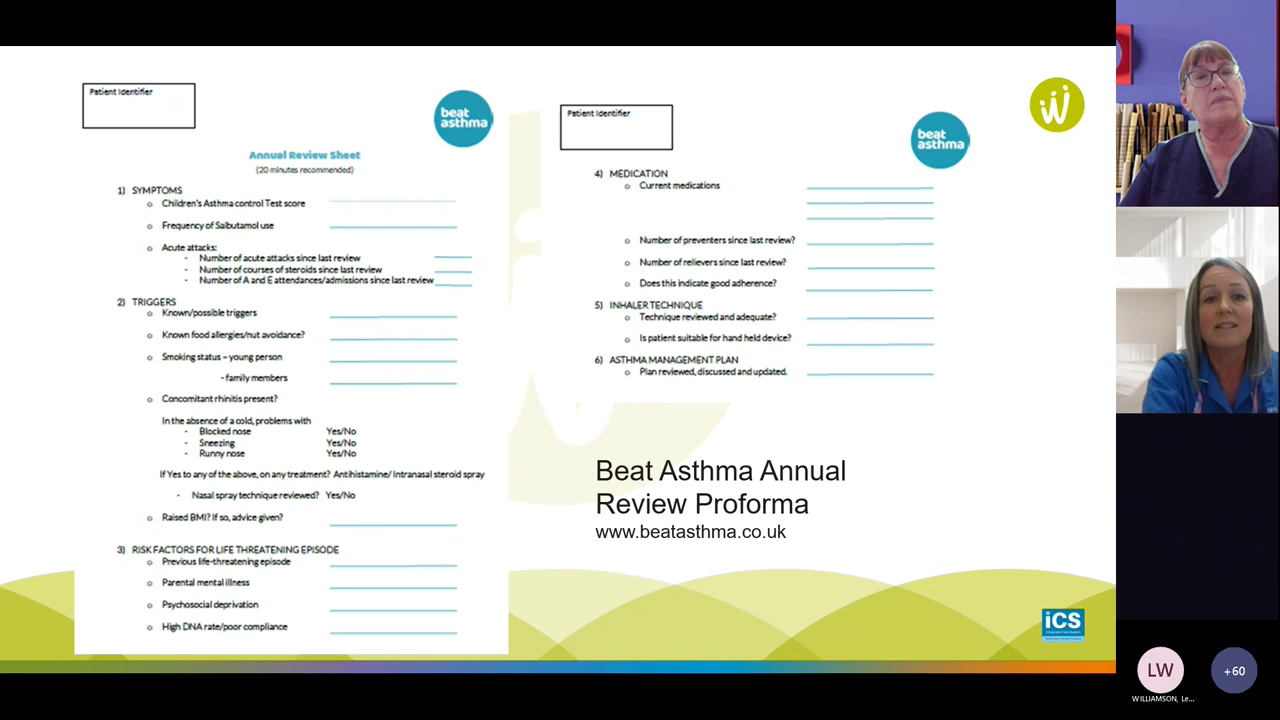 Patient Identifier
beat
asthma
Annual Review Sheet
(20 minutes recommended)
1) SYMPTOMS
o Children's Asthma control Test score
o Frequency of Salbutamol use
o Acute attacks:
- Number of acute attacks since last review
- Number of courses of steroids since last review
- Number of A and E attendances/admissions since last review
2) TRIGGERS
o Known/possible triggers
o Known food allergies/nut avoidance?
o Smoking status – young person
- family members
o Concomitant rhinitis present?
In the absence of a cold, problems with
- Blocked nose Yes/No
- Sneezing Yes/No
- Runny nose Yes/No
If Yes to any of the above, on any treatment? Antihistamine/ Intranasal steroid spray
- Nasal spray technique reviewed? Yes/No
o Raised BMI? If so, advice given?
3) RISK FACTORS FOR LIFE THREATENING EPISODE
o Previous life-threatening episode
o Parental mental illness
o Psychosocial deprivation
o High DNA rate/poor compliance
Patient Identifier
beat
asthma
4) MEDICATION
o Current medications
o Number of preventers since last review?
o Number of relievers since last review?
o Does this indicate good adherence?
5) INHALER TECHNIQUE
o Technique reviewed and adequate?
o Is patient suitable for hand held device?
6) ASTHMA MANAGEMENT PLAN
o Plan reviewed, discussed and updated.
Beat Asthma Annual
Review Proforma
www.beatasthma.co.uk
ics
Integrated Care System
LW
+60
WILLIAMSON, Le...